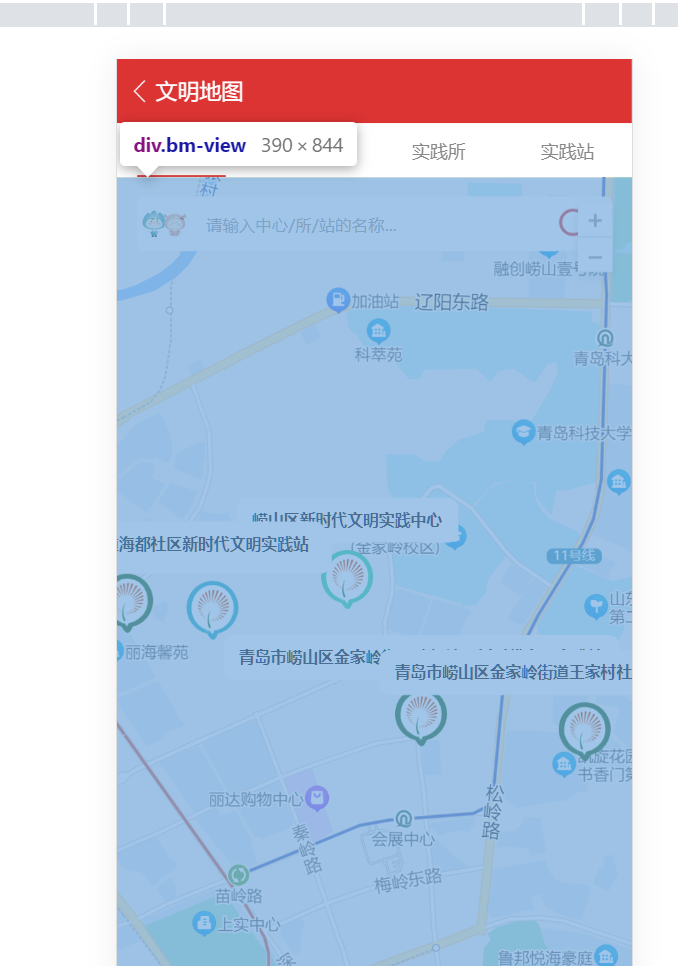 文明地图
div.bm-view 390 × 844
实践所
实践站
请输入中心/所/站的名称...
+
−
融创崂山壹号院
加油站
辽阳东路
科萃苑
青岛科大
青岛科技大学
崂山区新时代文明实践中心
(金家岭校区)
海都社区新时代文明实践站
11号线
山东
第二
丽海馨苑
青岛市崂山区金家岭
青岛市崂山区金家岭街道王家村社
凯旋花园
书香门第
丽达购物中心
松岭路
秦岭路
会展中心
梅岭东路
苗岭路
上实中心
深
鲁邦悦海豪庭